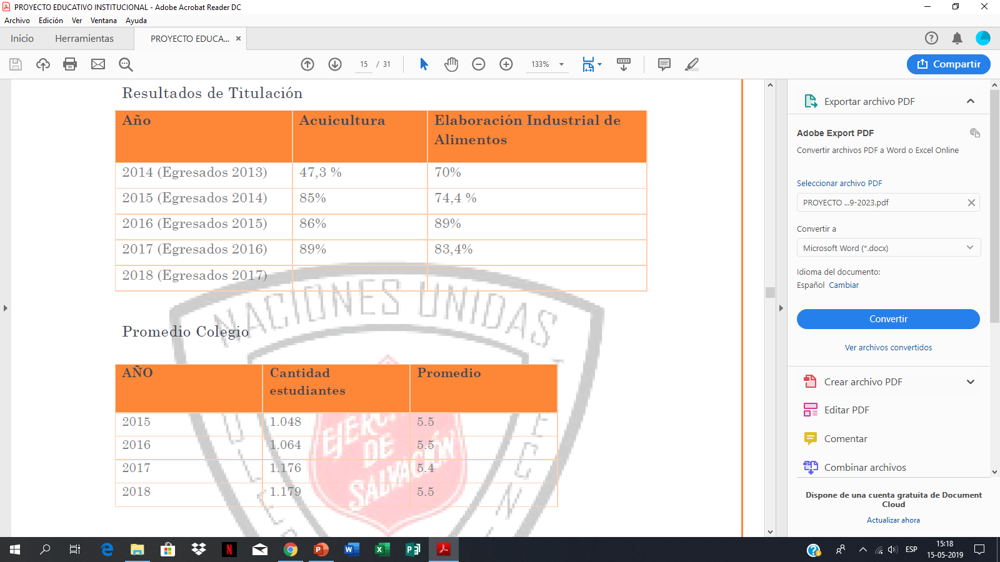 PROYECTO EDUCATIVO INSTITUCIONAL - Adobe Acrobat Reader DC
Archivo Edición Ver Ventana Ayuda
Inicio Herramientas PROYECTO EDUCA... ×
15 / 31 133% Compartir
Resultados de Titulación
Año Acuicultura Elaboración Industrial de
Alimentos
2014 (Egresados 2013) 47,3 % 70%
2015 (Egresados 2014) 85% 74,4 %
2016 (Egresados 2015) 86% 89%
2017 (Egresados 2016) 89% 83,4%
2018 (Egresados 2017)
NACIONES UNIDAS
Promedio Colegio
AÑO Cantidad Promedio
estudiantes
2015 1.048 5.5
2016 1.064 5.5
2017 1.176 5.4
2018 1.179 5.5
DE
SALVACIÓN
Exportar archivo PDF
Adobe Export PDF
Convertir archivos PDF a Word o Excel Online
Seleccionar archivo PDF
PROYECTO ...9-2023.pdf
Convertir a
Microsoft Word (*.docx)
Idioma del documento:
Español Cambiar
Convertir
Ver archivos convertidos
Crear archivo PDF
Editar PDF
Comentar
Combinar archivos
Dispone de una cuenta gratuita de Document
Cloud
Actualizar ahora
ESP 15:18
15-05-2019